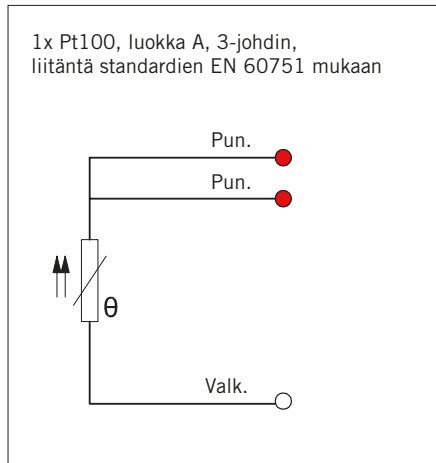 1x Pt100, luokka A, 3-johdin,
liitäntä standardien EN 60751 mukaan
Pun.
Pun.
θ
Valk.